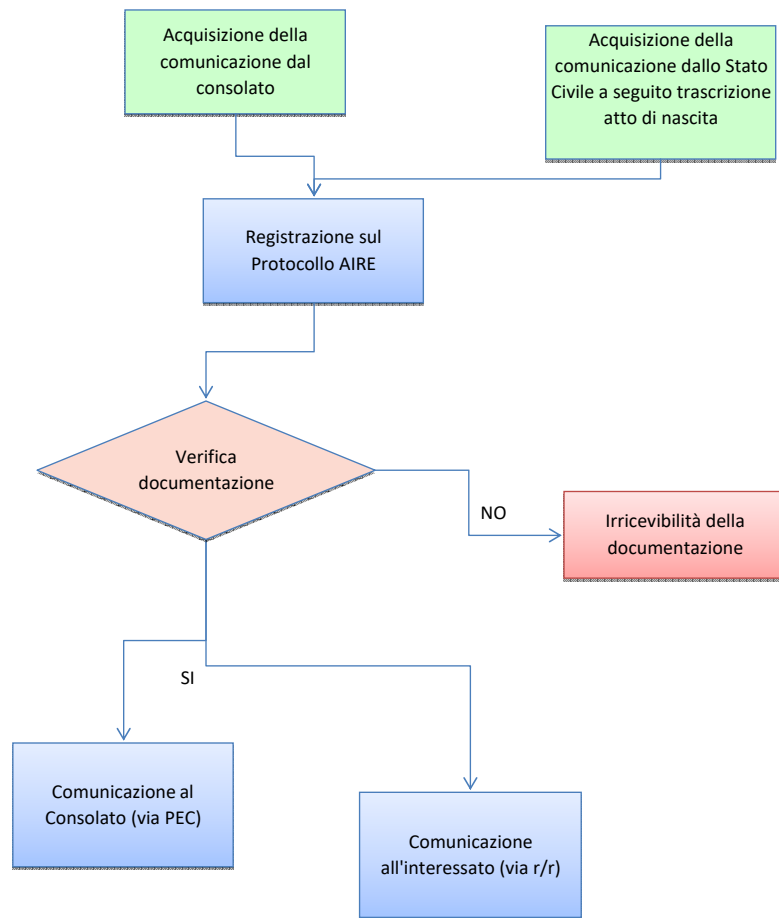 Acquisizione della
comunicazione dal
consolato
Acquisizione della
comunicazione dallo Stato
Civile a seguito trascrizione
atto di nascita
Registrazione sul
Protocollo AIRE
Verifica
documentazione
NO
Irricevibilità della
documentazione
SI
Comunicazione al
Consolato (via PEC)
Comunicazione
all'interessato (via r/r)